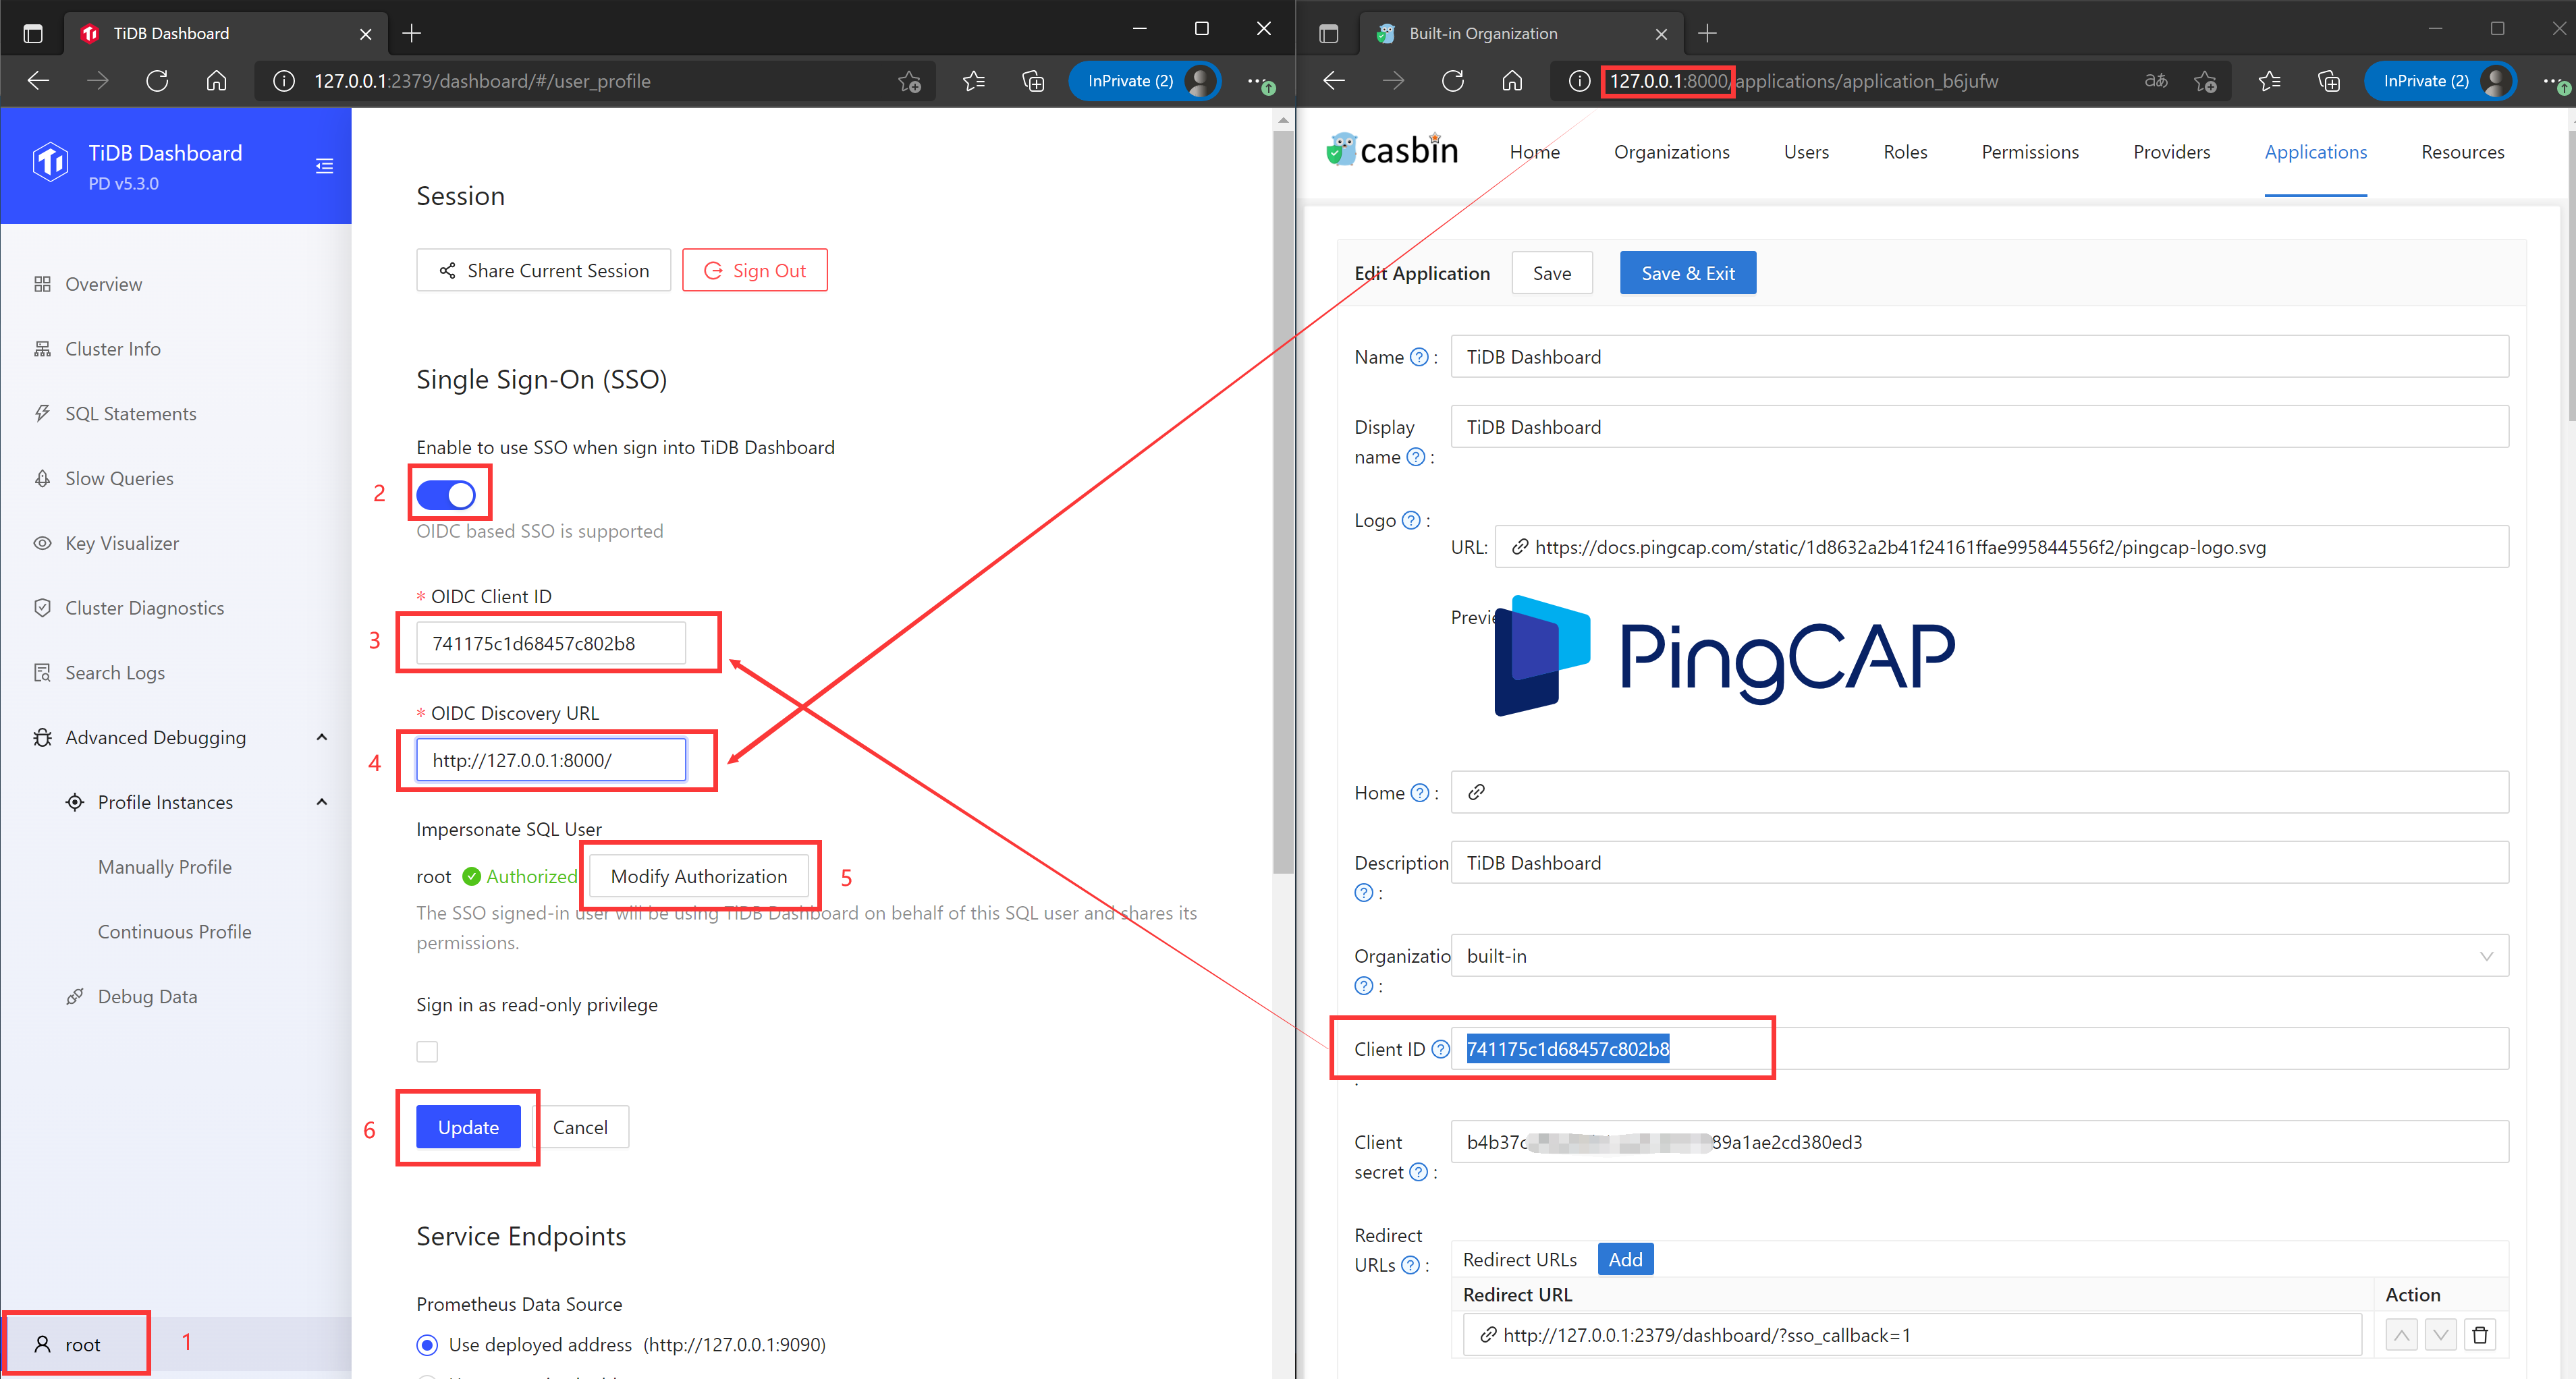 TiDB Dashboard
127.0.0.1:2379/dashboard/#/user_profile
InPrivate (2)
TiDB Dashboard
PD v5.3.0
Overview
Cluster Info
SQL Statements
Slow Queries
Key Visualizer
Cluster Diagnostics
Search Logs
Advanced Debugging
Profile Instances
Manually Profile
Continuous Profile
Debug Data
root
1
Session
Share Current Session
Sign Out
Single Sign-On (SSO)
Enable to use SSO when sign into TiDB Dashboard
2
OIDC based SSO is supported
* OIDC Client ID
3
741175c1d68457c802b8
* OIDC Discovery URL
4
http://127.0.0.1:8000/
Impersonate SQL User
root Authorized Modify Authorization
5
The SSO signed-in user will be using TiDB Dashboard on behalf of this SQL user and shares its
permissions.
Sign in as read-only privilege
6
Update Cancel
Service Endpoints
Prometheus Data Source
Use deployed address (http://127.0.0.1:9090)
Built-in Organization
127.0.0.1:8000/applications/application_b6jufw
InPrivate (2)
casbin
Home Organizations Users Roles Permissions Providers Applications Resources
Edit Application Save Save & Exit
Name ? : TiDB Dashboard
Display
name ? :
TiDB Dashboard
Logo ? :
URL: https://docs.pingcap.com/static/1d8632a2b41f24161ffae995844556f2/pingcap-logo.svg
Previe
PingCAP
Home ? :
Description
? :
TiDB Dashboard
Organizatio
? :
built-in
Client ID ?
:
741175c1d68457c802b8
Client
secret ? :
b4b37c 89a1ae2cd380ed3
Redirect
URLs ? :
Redirect URLs Add
Redirect URL Action
http://127.0.0.1:2379/dashboard/?sso_callback=1